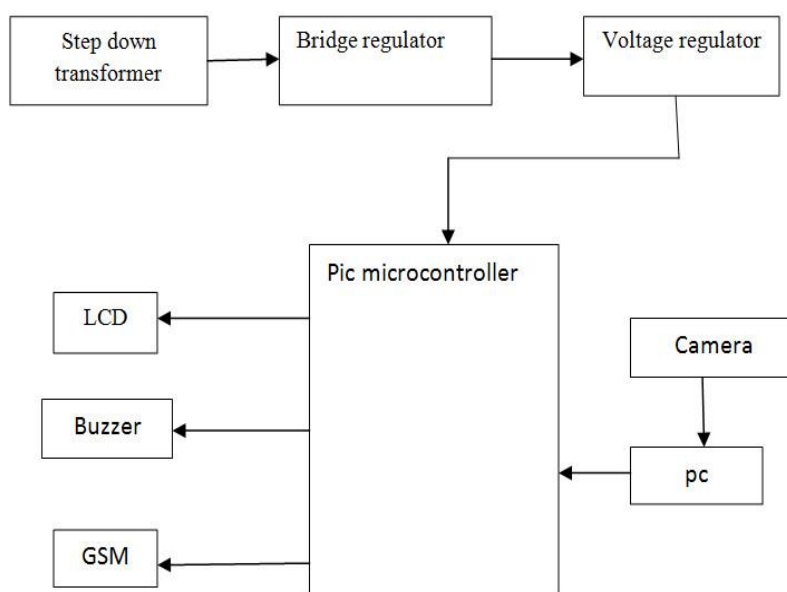 Step down
transformer
Bridge regulator
Voltage regulator
Pic microcontroller
LCD
Camera
Buzzer
pc
GSM